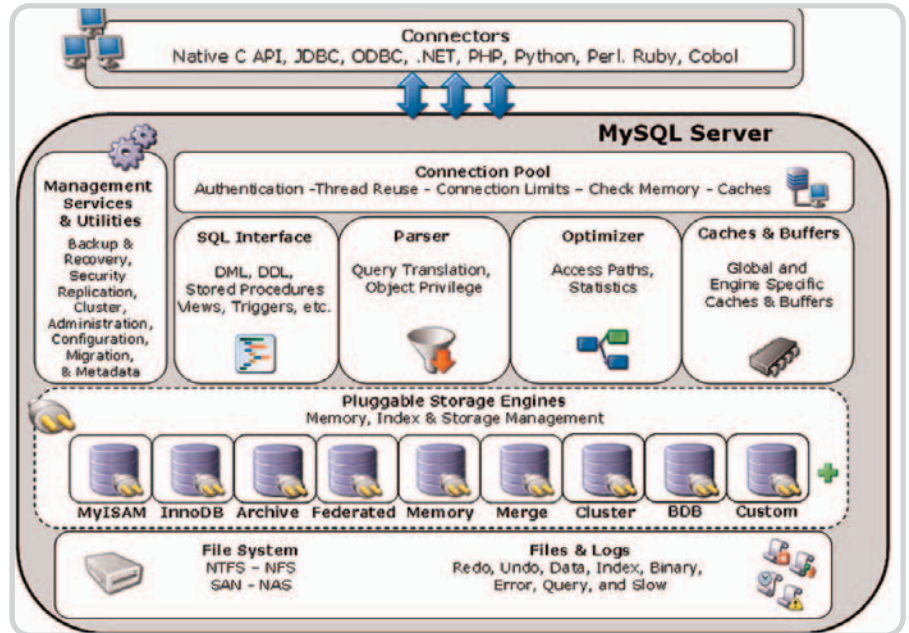 Connectors
Native C API, JDBC, ODBC, .NET, PHP, Python, Perl. Ruby, Cobol
MySQL Server
Management
Services
& Utilities
Backup &
Recovery,
Security
Replication,
Cluster,
Administration,
Configuration,
Migration,
& Metadata
Connection Pool
Authentication -Thread Reuse - Connection Limits – Check Memory - Caches
SQL Interface
DML, DDL,
Stored Procedures
Views, Triggers, etc.
Parser
Query Translation,
Object Privilege
Optimizer
Access Paths,
Statistics
Caches & Buffers
Global and
Engine Specific
Caches & Buffers
Pluggable Storage Engines
Memory, Index & Storage Management
MyISAM
InnoDB
Archive
Federated
Memory
Merge
Cluster
BDB
Custom
File System
NTFS – NFS
SAN - NAS
Files & Logs
Redo, Undo, Data, Index, Binary,
Error, Query, and Slow